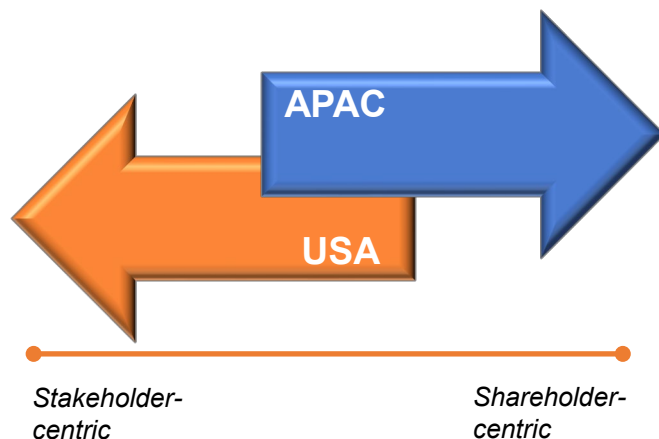 APAC
USA
Stakeholder-
centric
Shareholder-
centric